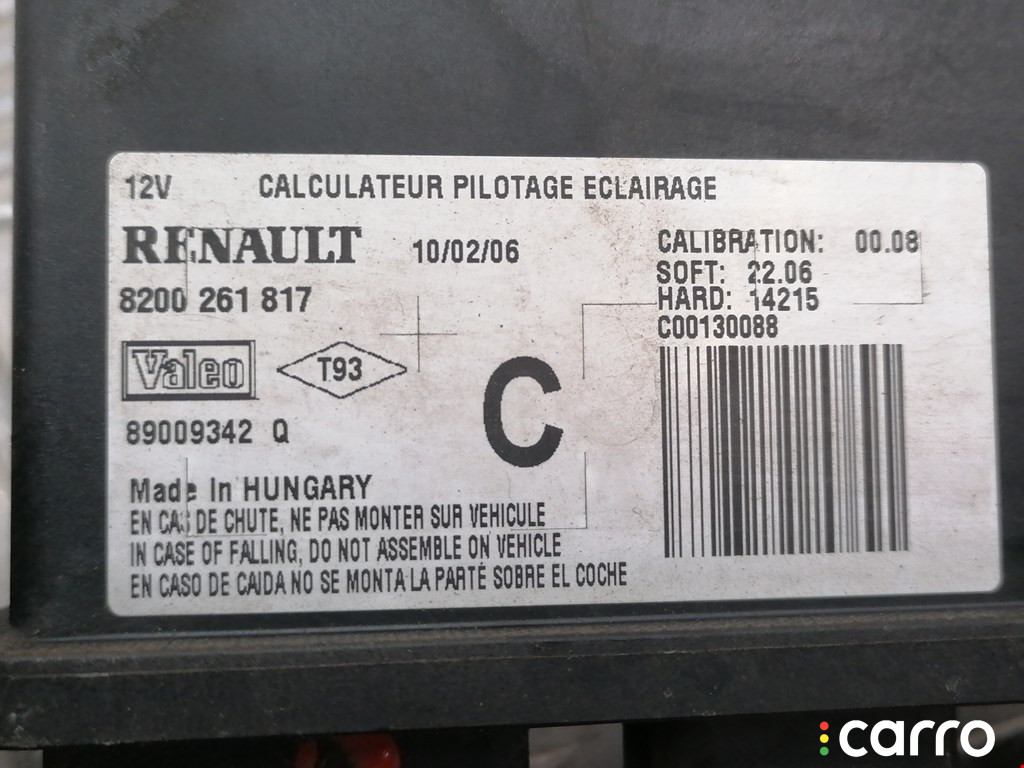 12V CALCULATEUR PILOTAGE ECLAIRAGE
RENAULT 10/02/06
8200 261 817
CALIBRATION: 00.08
SOFT: 22.06
HARD: 14215
C00130088
Valeo T93
C
89009342 Q
Made In HUNGARY
EN CAS DE CHUTE, NE PAS MONTER SUR VEHICULE
IN CASE OF FALLING, DO NOT ASSEMBLE ON VEHICLE
EN CASO DE CAIDA NO SE MONTA LA PARTE SOBRE EL COCHE
carro